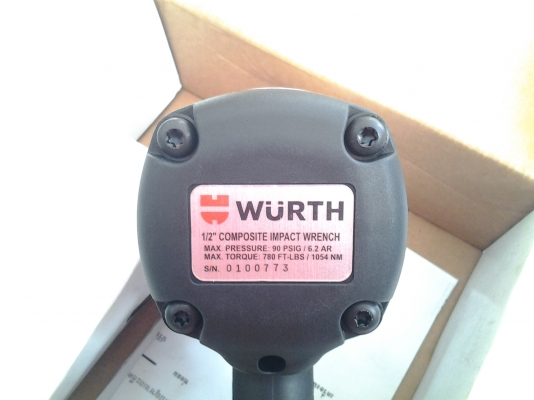 WÜRTH
1/2" COMPOSITE IMPACT WRENCH
MAX. PRESSURE: 90 PSIG / 6.2 AR
MAX. TORQUE: 780 FT-LBS / 1054 NM
S/N. 0100773